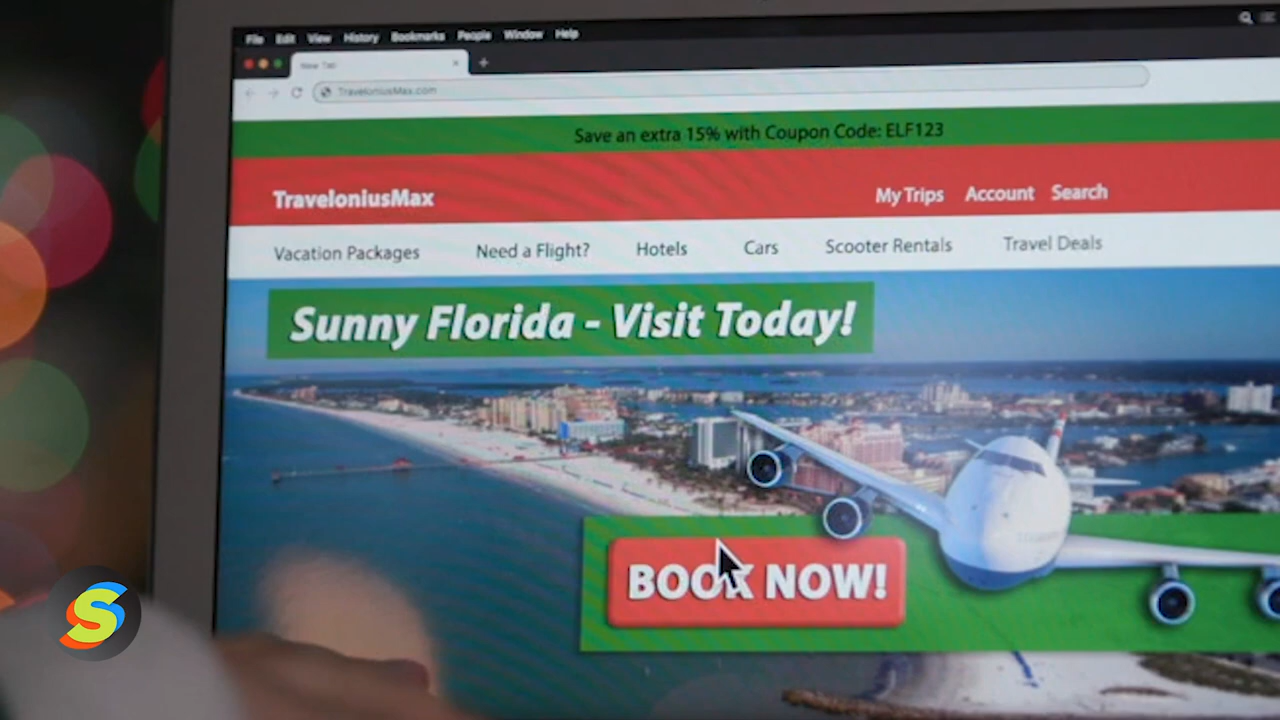 File Edit View History Bookmarks People Window Help
New Tab
TraveloniusMax.com
Save an extra 15% with Coupon Code: ELF123
TraveloniusMax
My Trips Account Search
Vacation Packages Need a Flight? Hotels Cars Scooter Rentals Travel Deals
Sunny Florida - Visit Today!
BOOK NOW!
S